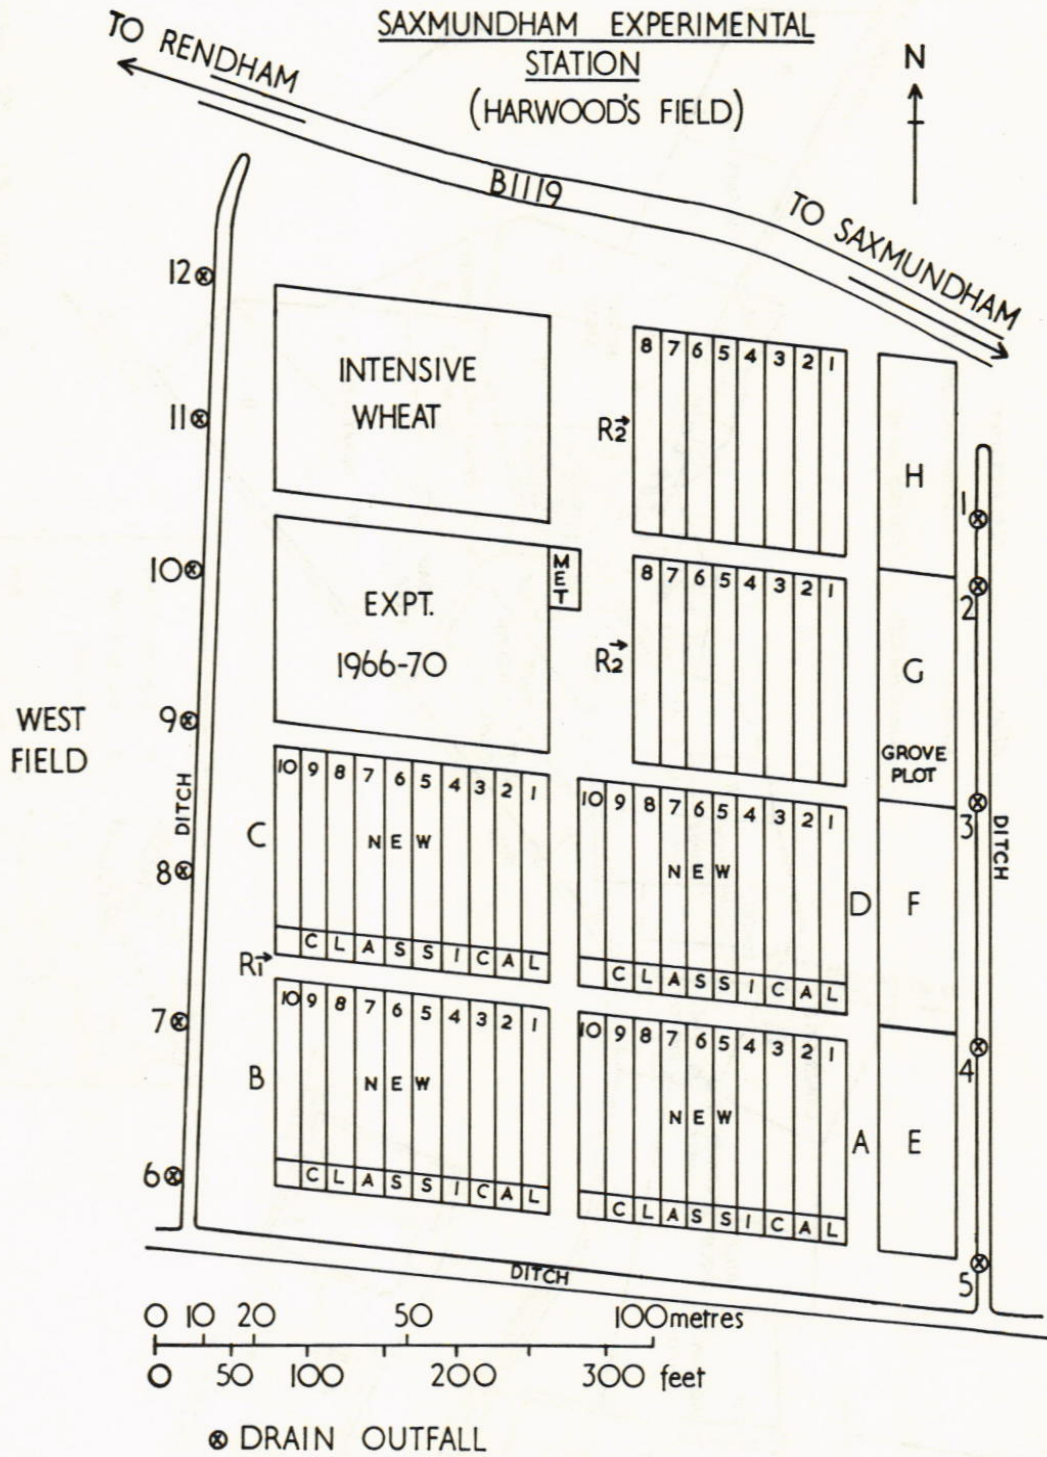 SAXMUNDHAM EXPERIMENTAL
STATION
(HARWOOD'S FIELD)
N
TO RENDHAM
B1119
TO SAXMUNDHAM
12
11
10
9
8
7
6
WEST
FIELD
DITCH
INTENSIVE
WHEAT
EXPT.
1966-70
MET
R2→
8 7 6 5 4 3 2 1
R2→
8 7 6 5 4 3 2 1
H
G
GROVE
PLOT
F
E
1
2
3
4
5
DITCH
C
10 9 8 7 6 5 4 3 2 1
NEW
CLASSICAL
D
10 9 8 7 6 5 4 3 2 1
NEW
CLASSICAL
R1→
B
10 9 8 7 6 5 4 3 2 1
NEW
CLASSICAL
A
10 9 8 7 6 5 4 3 2 1
NEW
CLASSICAL
DITCH
0 10 20 50 100 metres
0 50 100 200 300 feet
⊗ DRAIN OUTFALL